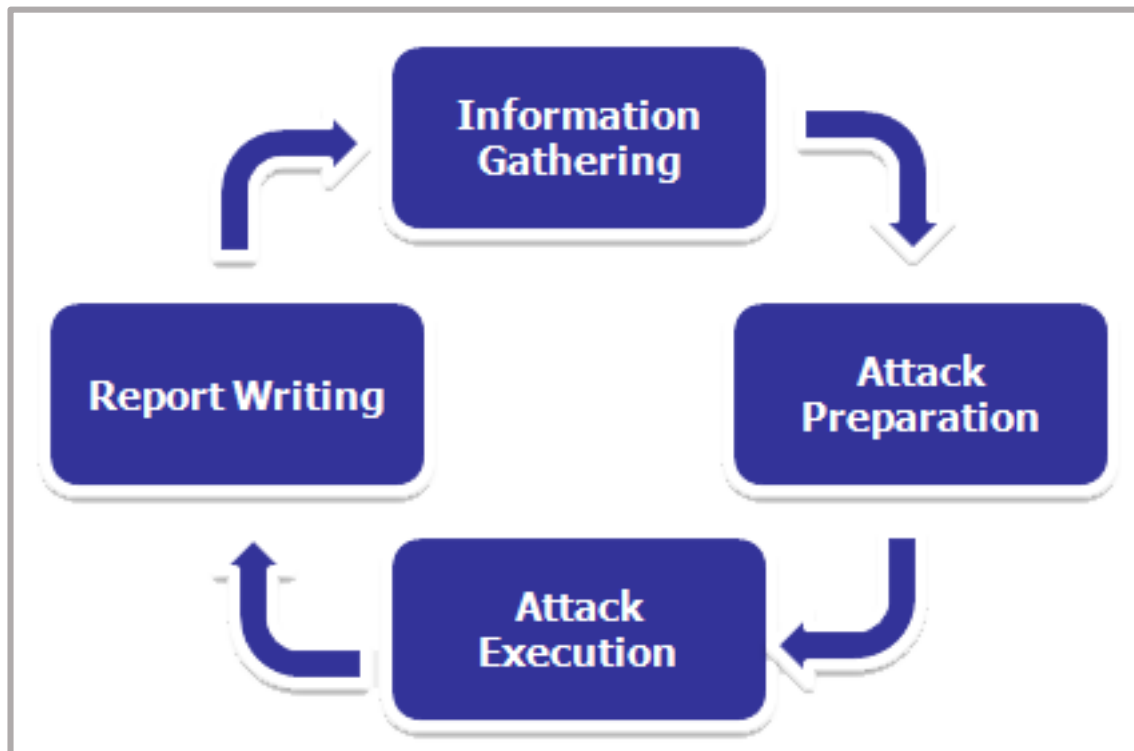 Information
Gathering
Attack
Preparation
Attack
Execution
Report Writing